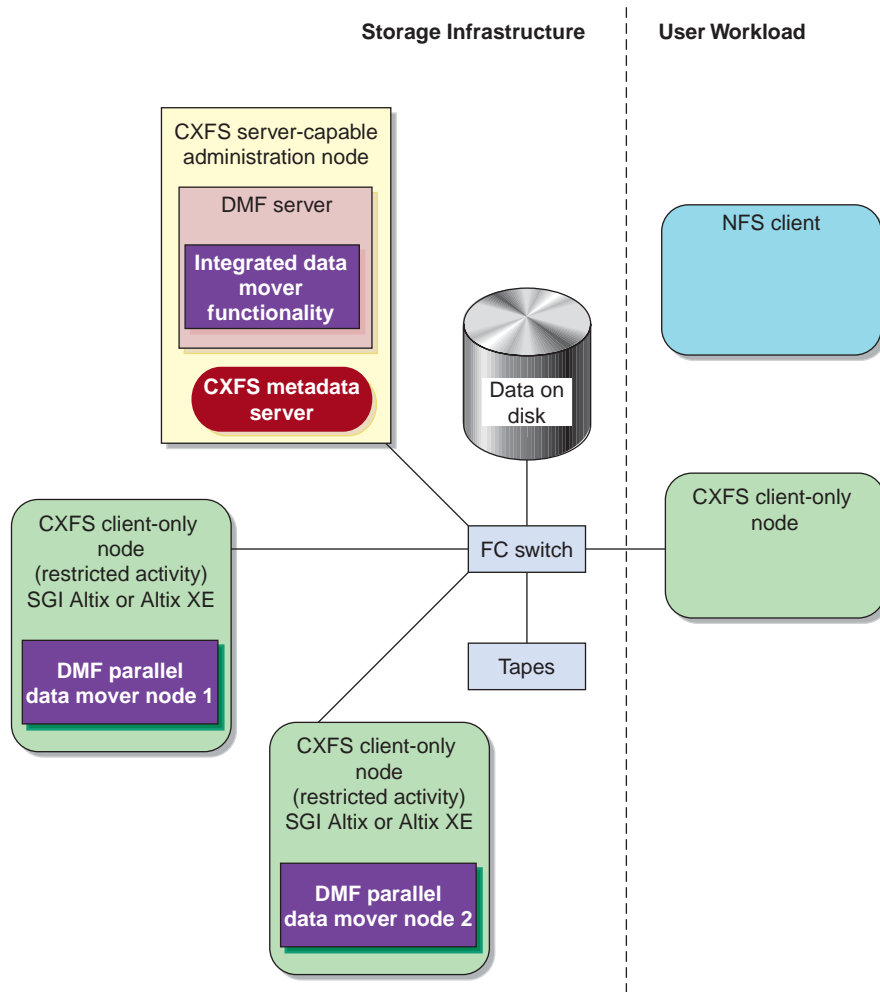 Storage Infrastructure
User Workload
CXFS server-capable
administration node
DMF server
Integrated data
mover
functionality
CXFS metadata
server
NFS client
Data on
disk
CXFS client-only
node
(restricted activity)
SGI Altix or Altix XE
DMF parallel
data mover node 1
FC switch
CXFS client-only
node
Tapes
CXFS client-only
node
(restricted activity)
SGI Altix or Altix XE
DMF parallel
data mover node 2